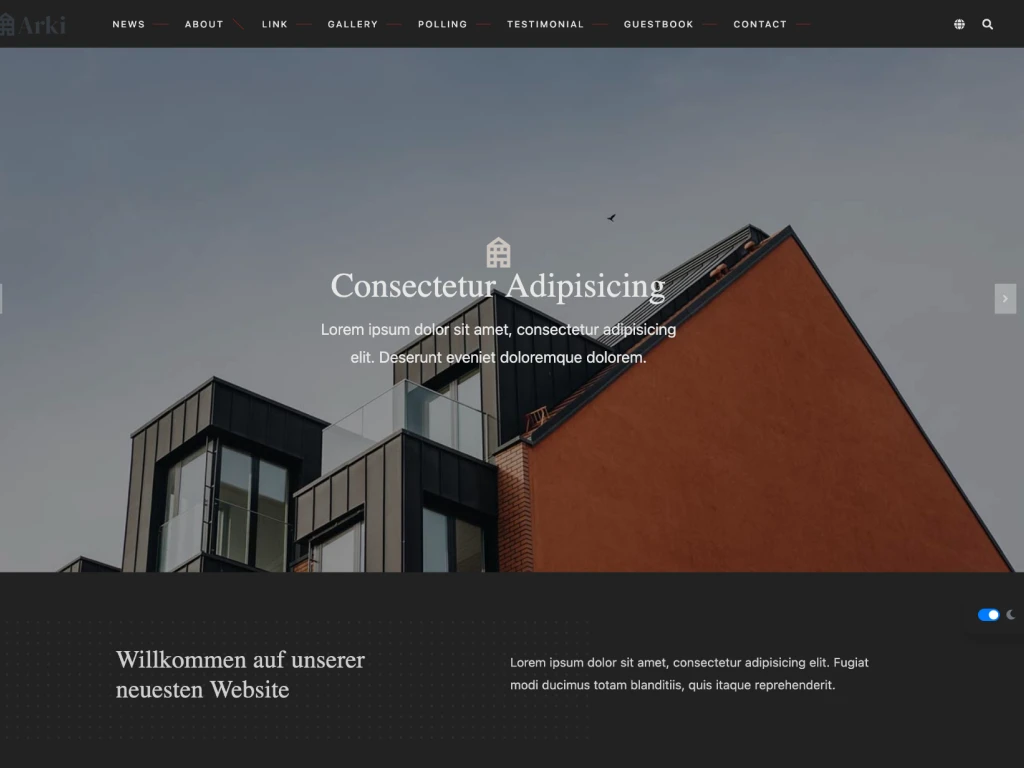 Arki
NEWS
ABOUT
LINK
GALLERY
POLLING
TESTIMONIAL
GUESTBOOK
CONTACT
Consectetur Adipisicing
Lorem ipsum dolor sit amet, consectetur adipisicing
elit. Deserunt eveniet doloremque dolorem.
Willkommen auf unserer
neuesten Website
Lorem ipsum dolor sit amet, consectetur adipisicing elit. Fugiat
modi ducimus totam blanditiis, quis itaque reprehenderit.